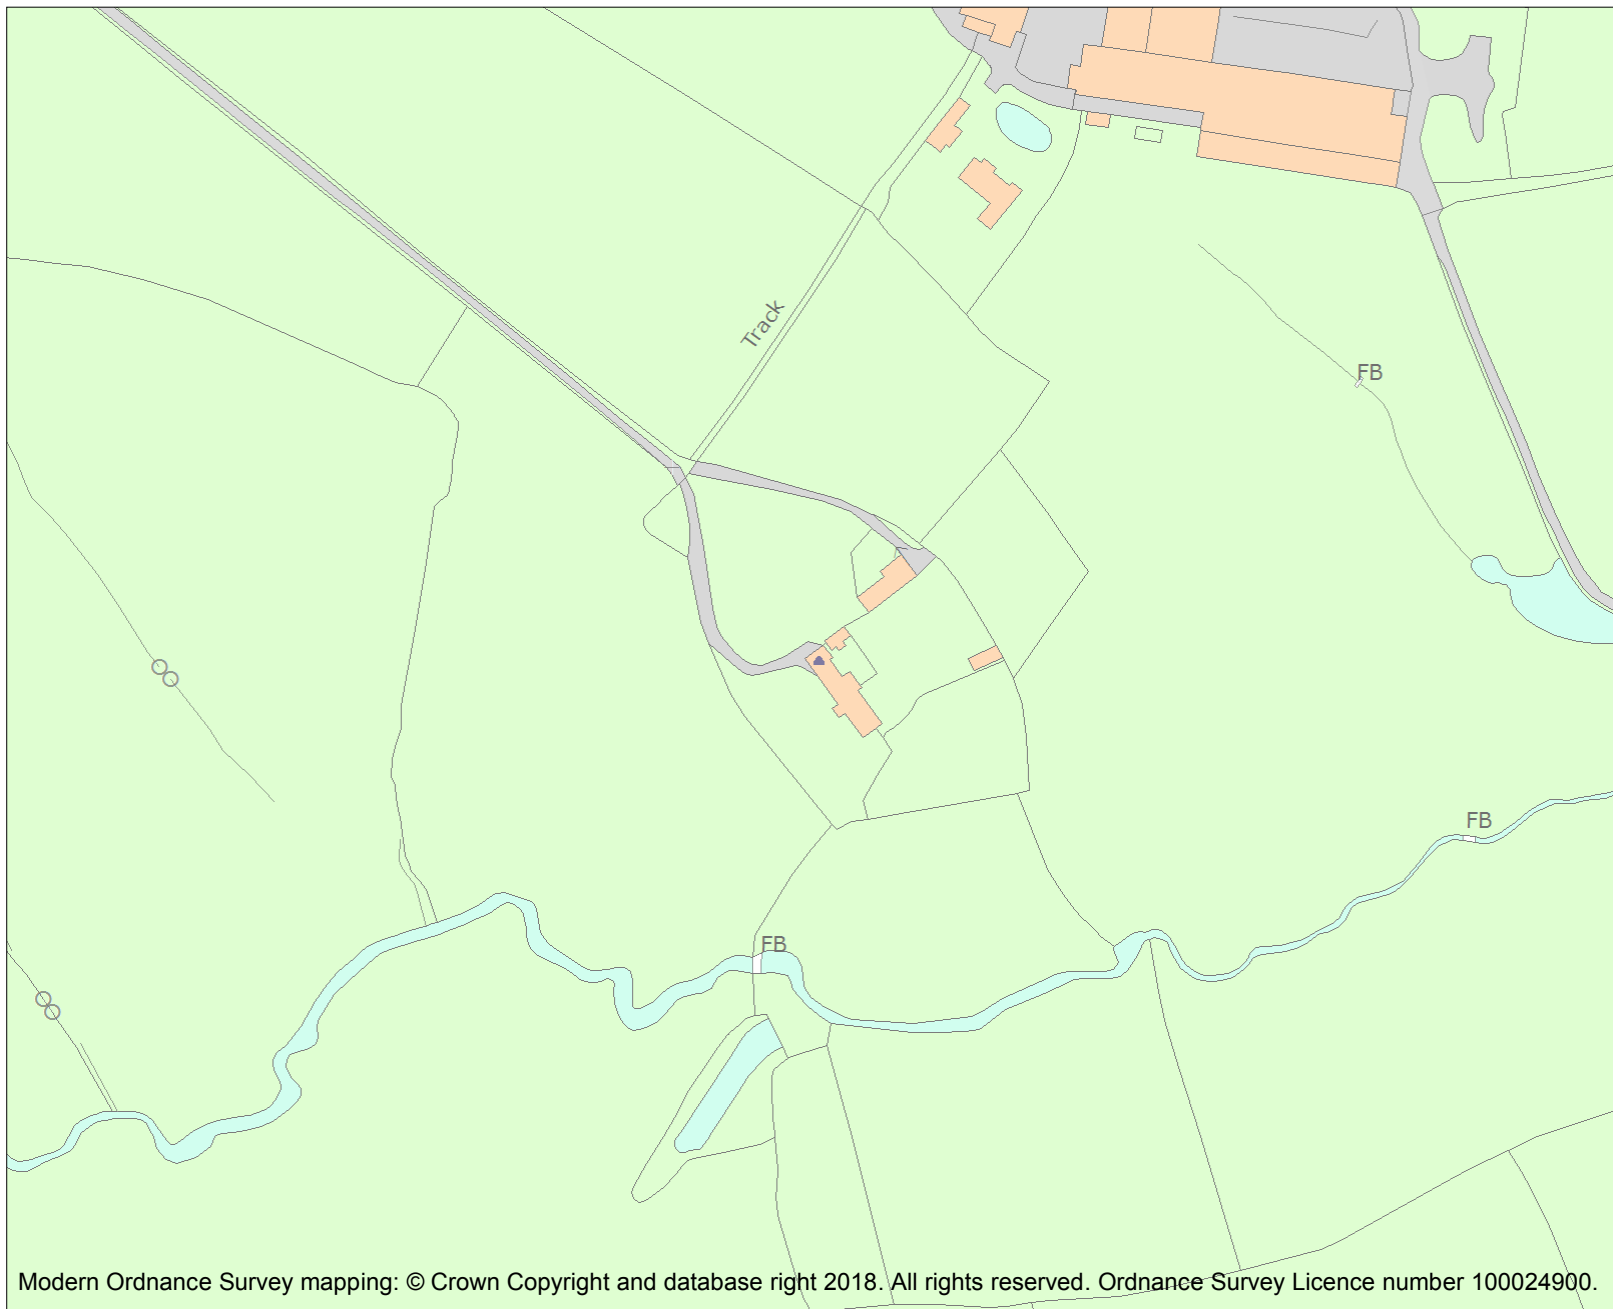 Track
FB
FB
FB
Modern Ordnance Survey mapping: © Crown Copyright and database right 2018. All rights reserved. Ordnance Survey Licence number 100024900.